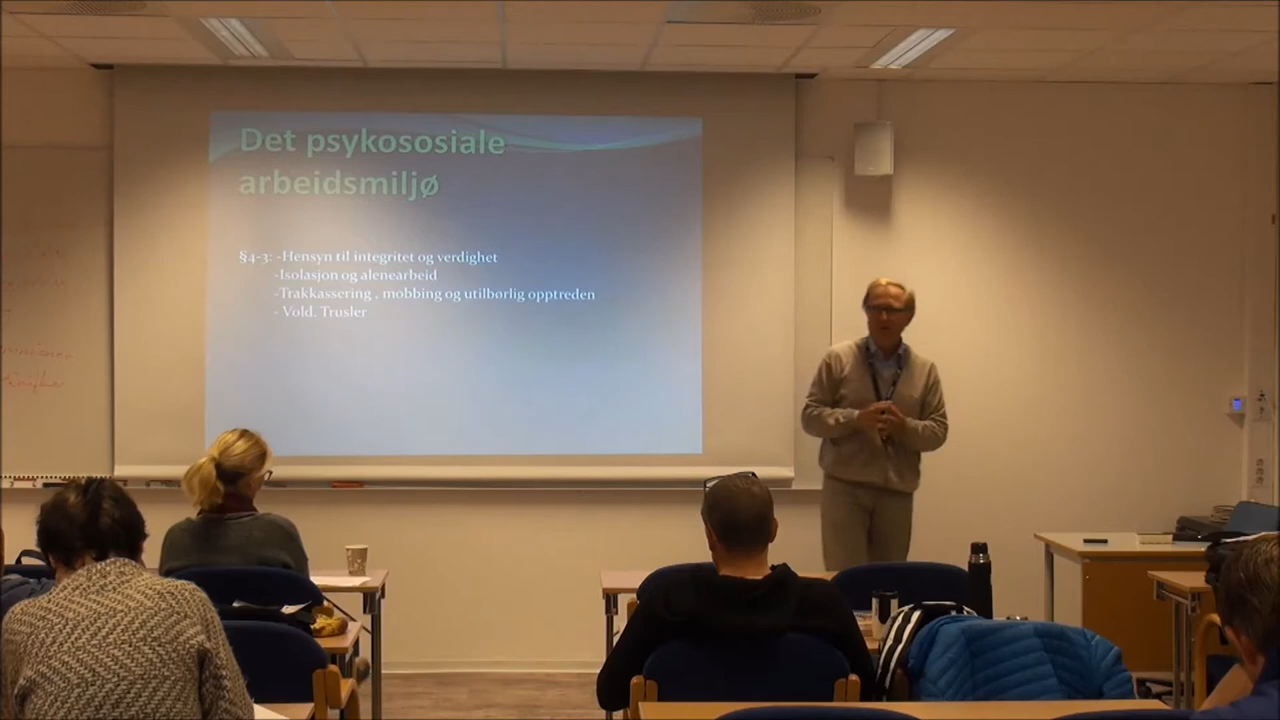 Det psykososiale
arbeidsmiljø
§4-3: -Hensyn til integritet og verdighet
-Isolasjon og alenearbeid
-Trakkassering , mobbing og utilbørlig opptreden
- Vold, Trusler